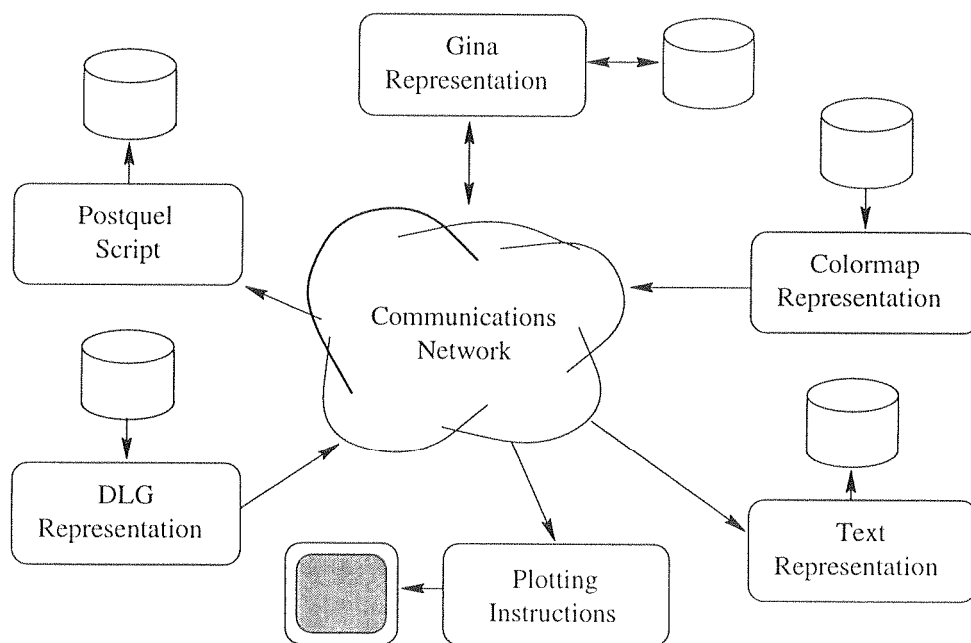 Gina
Representation
Postquel
Script
Colormap
Representation
Communications
Network
DLG
Representation
Text
Representation
Plotting
Instructions